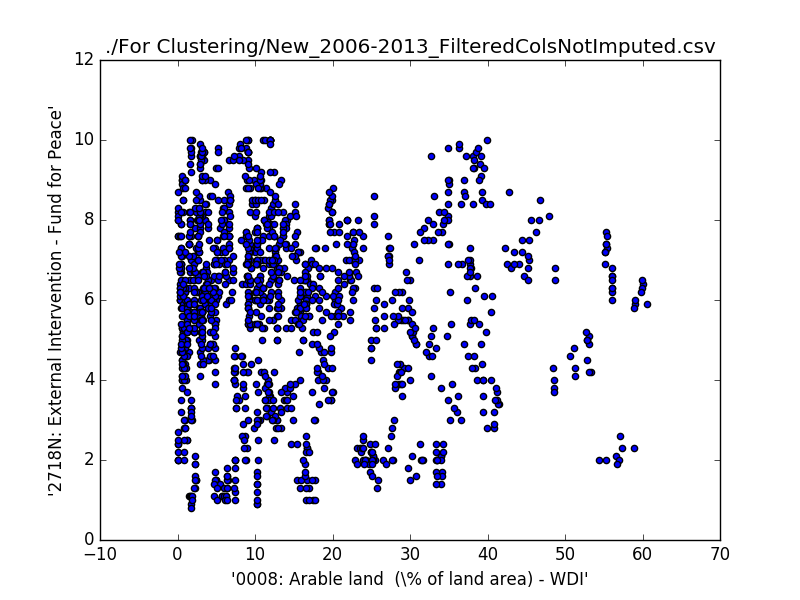 ./For Clustering/New_2006-2013_FilteredColsNotImputed.csv
12
10
8
6
4
2
0
'2718N: External Intervention - Fund for Peace'
−10 0 10 20 30 40 50 60 70
'0008: Arable land  (\% of land area) - WDI'